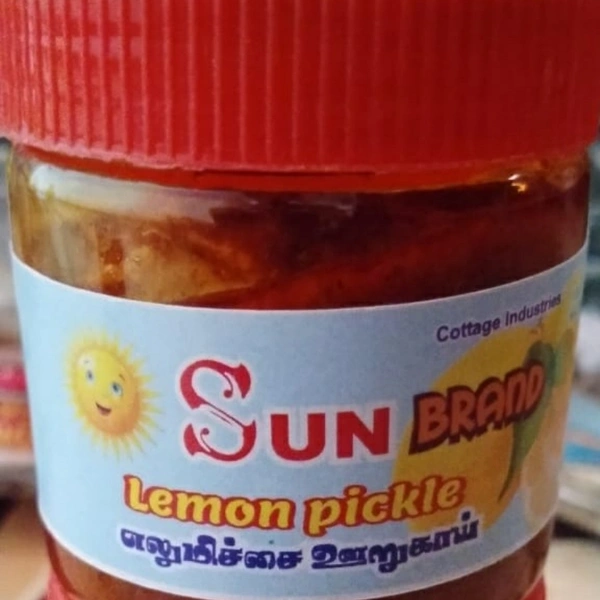 Cottage Industries
SUN BRAND
Lemon pickle
எலுமிச்சை ஊறுகாய்